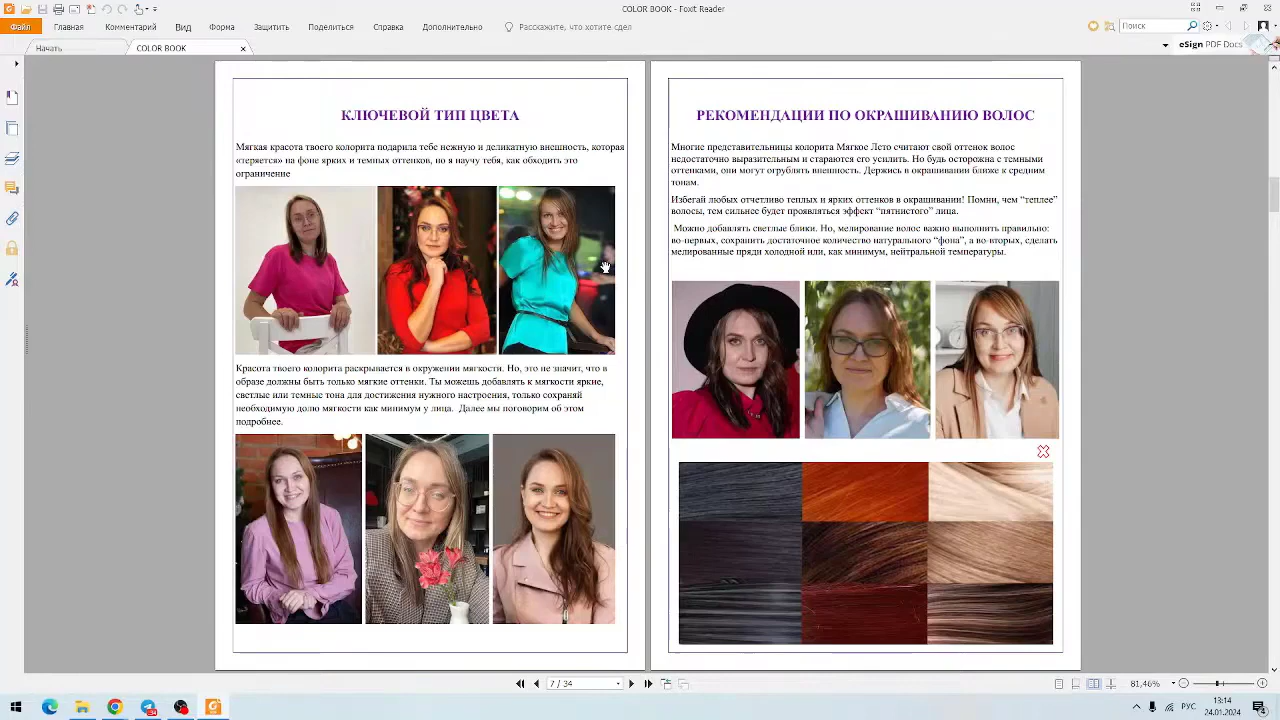 COLOR BOOK - Foxit Reader
Файл
Главная
Комментарий
Вид
Форма
Защитить
Поделиться
Справка
Дополнительно
Расскажите, что хотите сдел
Поиск
Начать
COLOR BOOK
eSign PDF Docs
КЛЮЧЕВОЙ ТИП ЦВЕТА
Мягкая красота твоего колорита подарила тебе нежную и деликатную внешность, которая
«теряется» на фоне ярких и темных оттенков, но я научу тебя, как обходить это
ограничение
Красота твоего колорита раскрывается в окружении мягкости. Но, это не значит, что в
образе должны быть только мягкие оттенки. Ты можешь добавлять к мягкости яркие,
светлые или темные тона для достижения нужного настроения, только сохраняй
необходимую долю мягкости как минимум у лица. Далее мы поговорим об этом
подробнее.
РЕКОМЕНДАЦИИ ПО ОКРАШИВАНИЮ ВОЛОС
Многие представительницы колорита Мягкое Лето считают свой оттенок волос
недостаточно выразительным и стараются его усилить. Но будь осторожна с темными
оттенками, они могут огрублять внешность. Держись в окрашивании ближе к средним
тонам.
Избегай любых отчетливо теплых и ярких оттенков в окрашивании! Помни, чем “теплее”
волосы, тем сильнее будет проявляться эффект “пятнистого” лица.
Можно добавлять светлые блики. Но, мелирование волос важно выполнить правильно:
во-первых, сохранить достаточное количество натурального “фона”, а во-вторых, сделать
мелированные пряди холодной или, как минимум, нейтральной температуры.
7 / 34
81,46%
РУС
13:14
24.01.2024